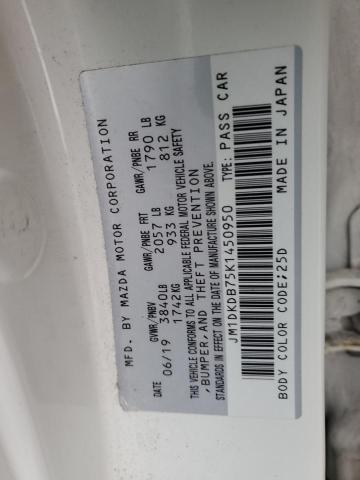 MFD. BY MAZDA MOTOR CORPORATION
DATE GVWR/PNBV GAWR/PNBE FRT GAWR/PNBE RR
06/19 3840LB 2057 LB 1790 LB
1742KG 933 KG 812 KG
THIS VEHICLE CONFORMS TO ALL APPLICABLE FEDERAL MOTOR VEHICLE SAFETY
,BUMPER,AND THEFT PREVENTION
STANDARDS IN EFFECT ON THE DATE OF MANUFACTURE SHOWN ABOVE.
JM1DKDB75K1450950 TYPE: PASS CAR
BODY COLOR CODE;25D MADE IN JAPAN